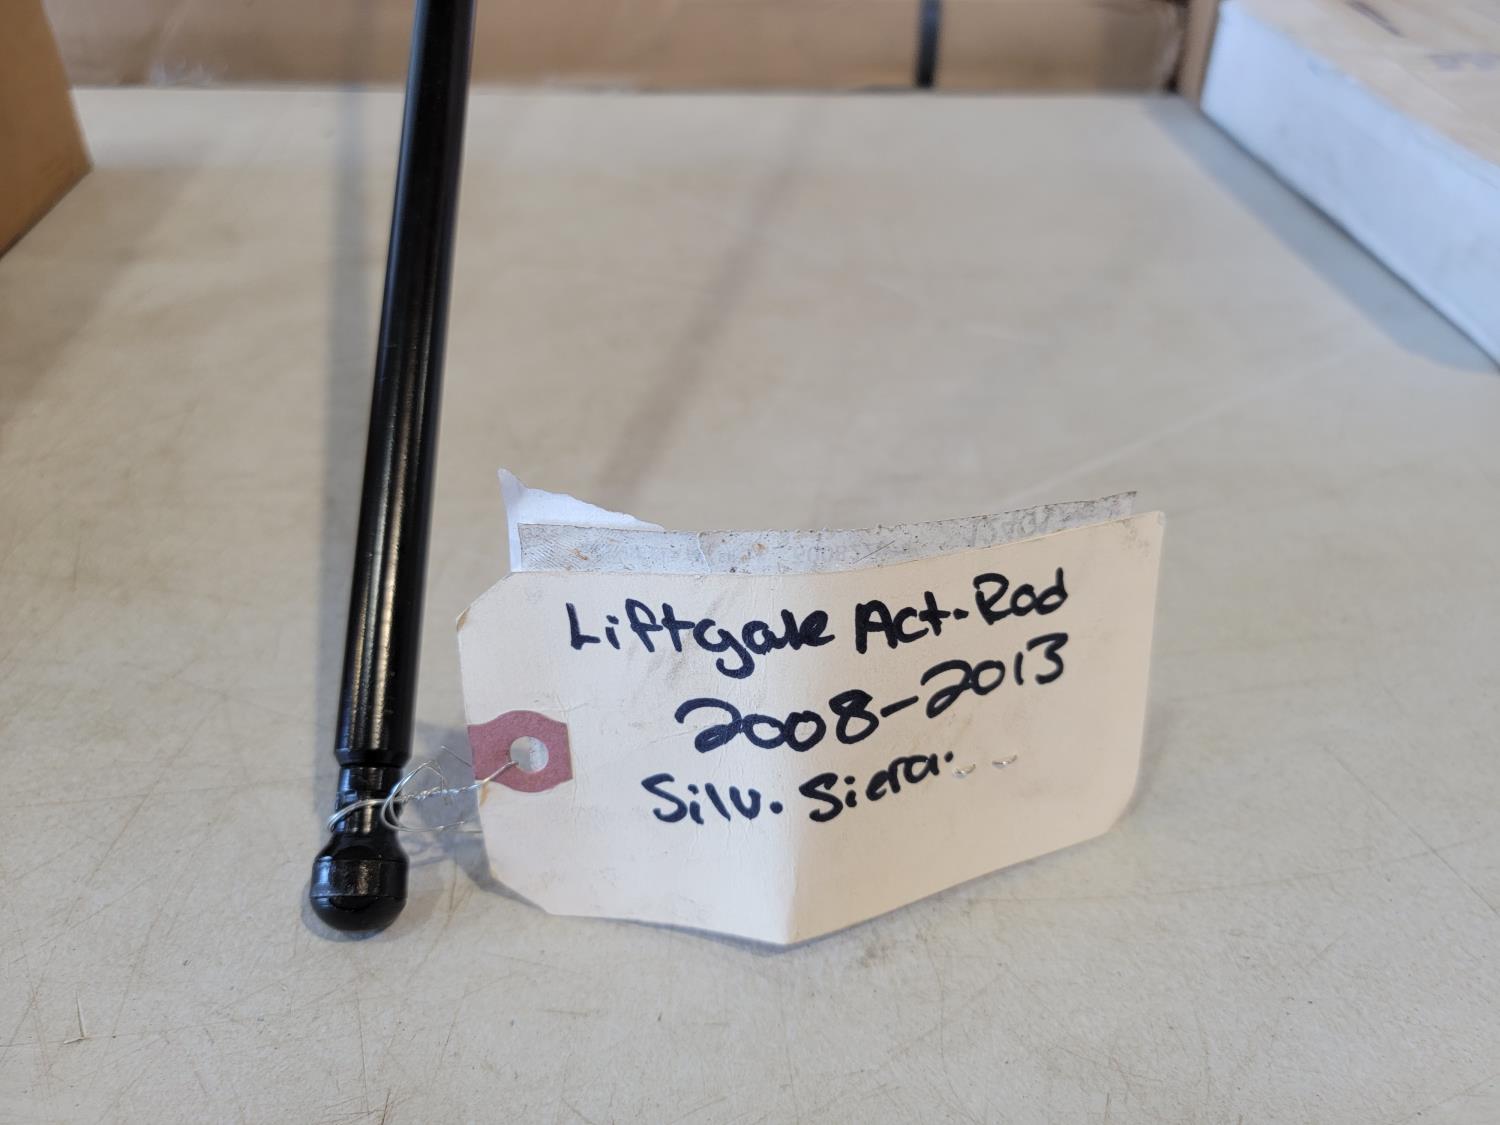 Liftgate Act. Rod
2008-2013
Silv. Siera.